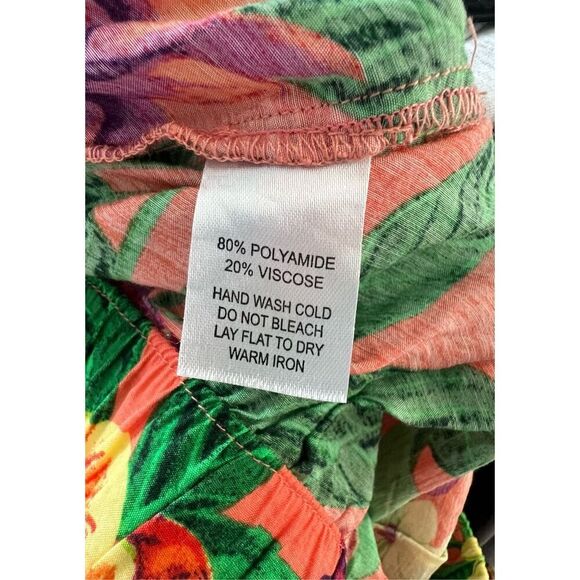 80% POLYAMIDE
20% VISCOSE
HAND WASH COLD
DO NOT BLEACH
LAY FLAT TO DRY
WARM IRON